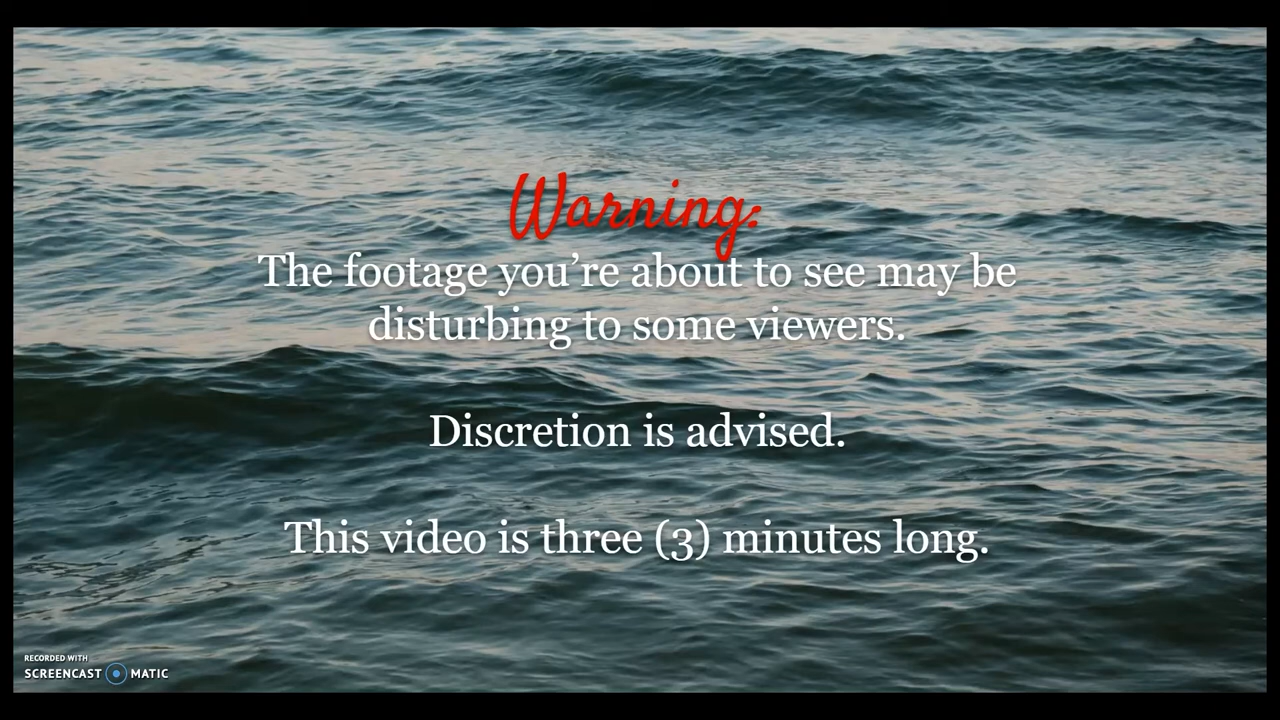 Warning:
The footage you’re about to see may be
disturbing to some viewers.
Discretion is advised.
This video is three (3) minutes long.
RECORDED WITH
SCREENCAST MATIC